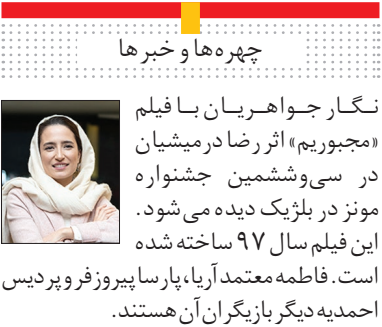 چهره‌ها و خبرها
نگار جواهریان با فیلم
«مجبوریم» اثر رضا درمیشیان
در سی‌وششمین جشنواره
مونز در بلژیک دیده می‌شود.
این فیلم سال ۹۷ ساخته شده
است. فاطمه معتمدآریا، پارسا پیروزفر و پردیس
احمدیه دیگر بازیگران آن هستند.